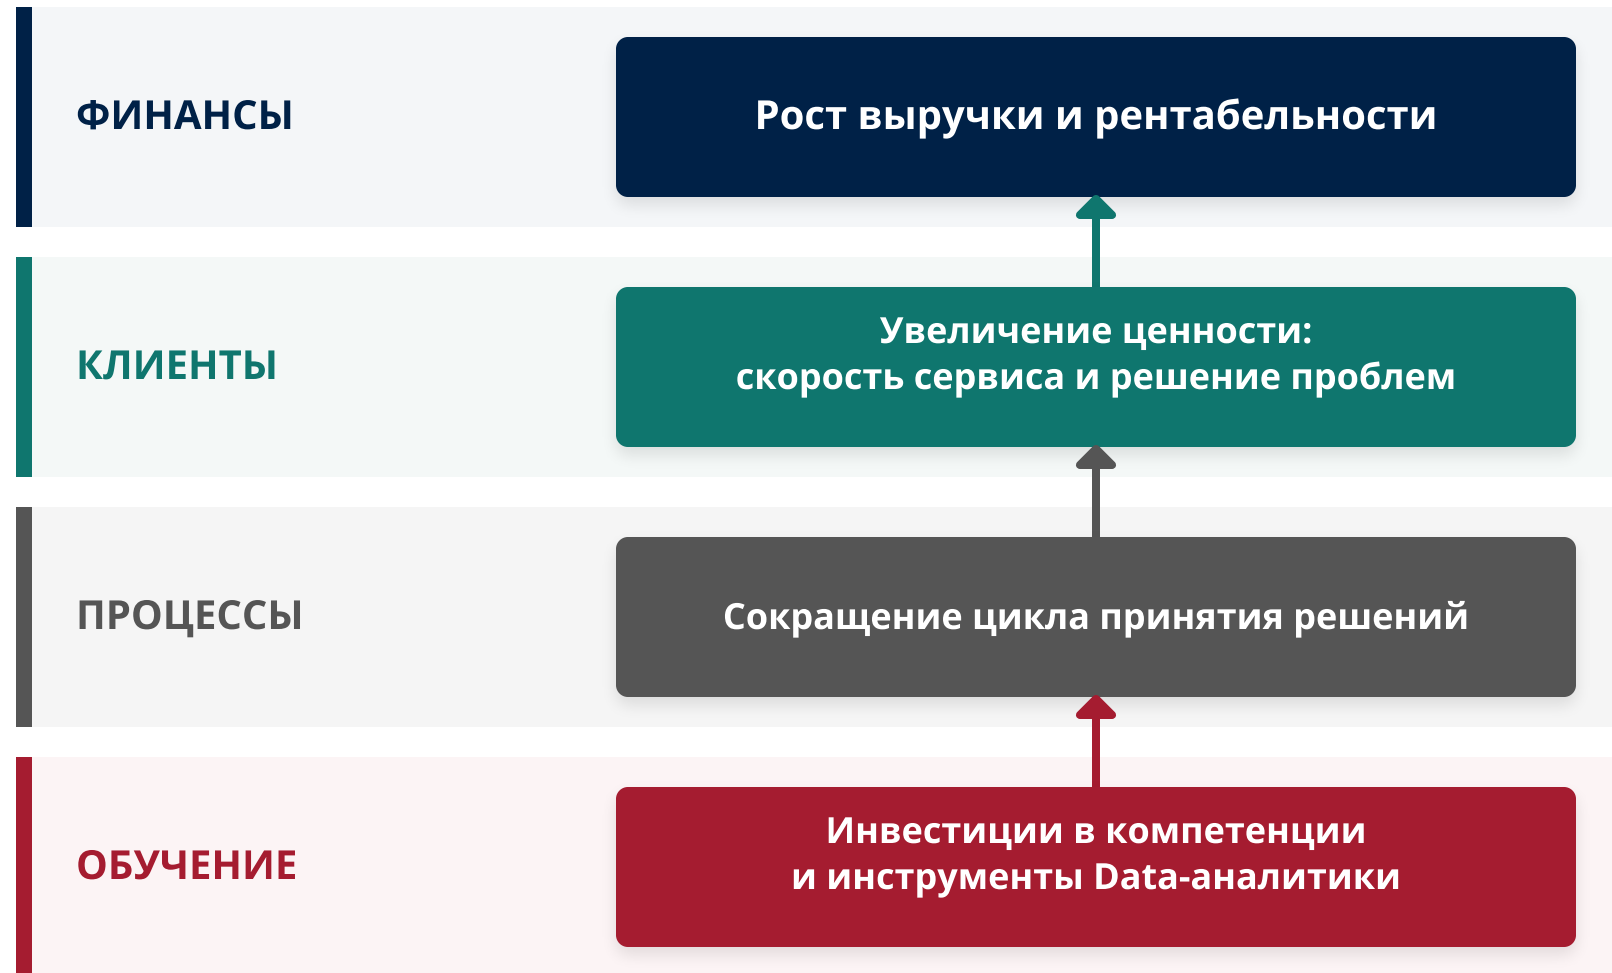 ФИНАНСЫ
Рост выручки и рентабельности
КЛИЕНТЫ
Увеличение ценности:
скорость сервиса и решение проблем
ПРОЦЕССЫ
Сокращение цикла принятия решений
ОБУЧЕНИЕ
Инвестиции в компетенции
и инструменты Data-аналитики